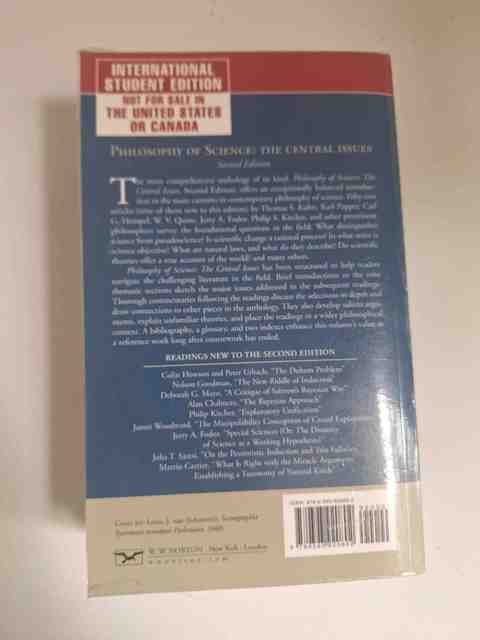 INTERNATIONAL
STUDENT EDITION
NOT FOR SALE IN
THE UNITED STATES
OR CANADA
PHILOSOPHY OF SCIENCE: THE CENTRAL ISSUES
Second Edition
The most comprehensive anthology of its kind, Philosophy of Science: The
Central Issues, Second Edition, offers an exceptionally balanced introduc-
tion to the main currents in contemporary philosophy of science. Fifty-two
articles (nine of them new to this edition) by Thomas S. Kuhn, Karl Popper, Carl
G. Hempel, W. V. Quine, Jerry A. Fodor, Philip S. Kitcher, and other prominent
philosophers survey the foundational questions in the field: What distinguishes
science from pseudoscience? Is scientific change a rational process? In what sense is
science objective? What are natural laws, and what do they describe? Do scientific
theories offer a true account of the world? and many others.
Philosophy of Science: The Central Issues has been structured to help readers
navigate the challenging literature in the field. Brief introductions to the nine
thematic sections sketch the major issues addressed in the subsequent readings.
Thorough commentaries following the readings discuss the selections in depth and
draw connections to other pieces in the anthology. They also develop salient argu-
ments, explain unfamiliar theories, and place the readings in a wider philosophical
context. A bibliography, a glossary, and two indexes enhance this volume's value as
a reference work long after coursework has ended.
READINGS NEW TO THE SECOND EDITION
Colin Howson and Peter Urbach, "The Duhem Problem"
Nelson Goodman, "The New Riddle of Induction"
Deborah G. Mayo, "A Critique of Salmon's Bayesian Way"
Alan Chalmers, "The Bayesian Approach"
Philip Kitcher, "Explanatory Unification"
James Woodward, "The Manipulability Conception of Causal Explanation"
Jerry A. Fodor, "Special Sciences (Or: The Disunity
of Science as a Working Hypothesis)"
John T. Saatsi, "On the Pessimistic Induction and Two Fallacies"
Martin Carrier, "What Is Right with the Miracle Argument:
Establishing a Taxonomy of Natural Kinds"
Cover art:
W. W. NORTON · New York · London
ISBN
90000